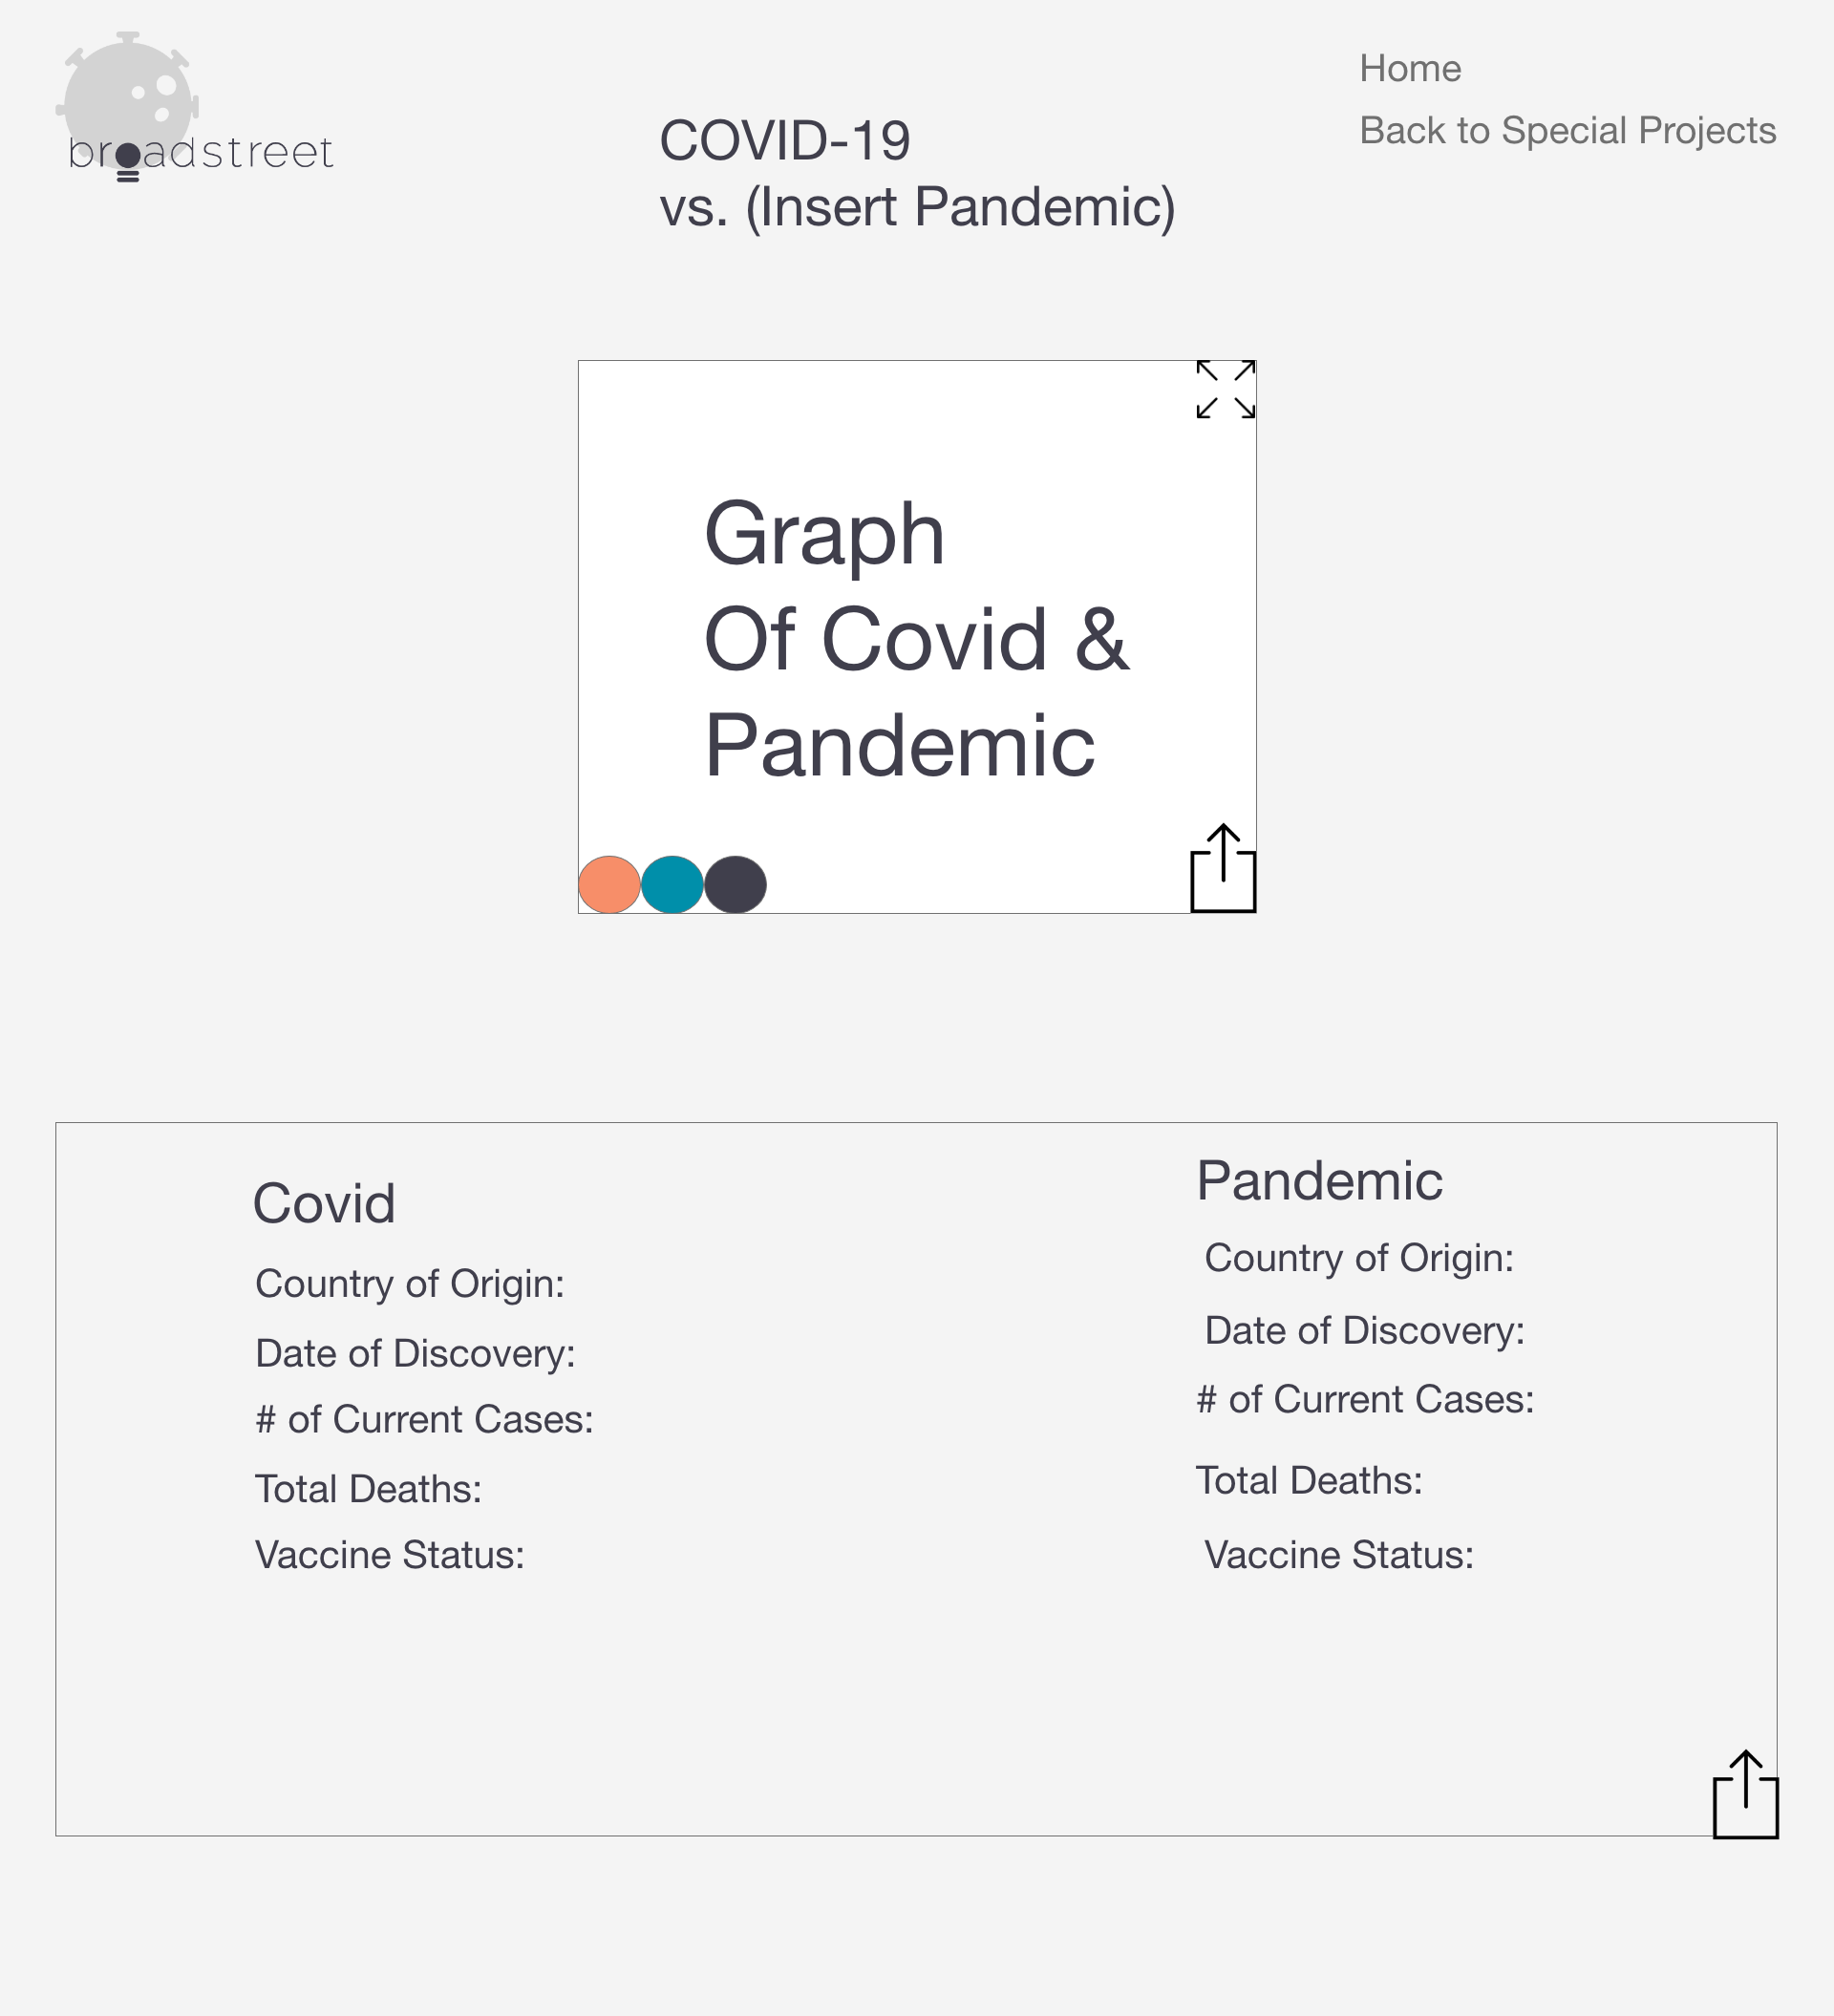 broadstreet
Home
Back to Special Projects
COVID-19
vs. (Insert Pandemic)
Graph
Of Covid &
Pandemic
Covid
Country of Origin:
Date of Discovery:
# of Current Cases:
Total Deaths:
Vaccine Status:
Pandemic
Country of Origin:
Date of Discovery:
# of Current Cases:
Total Deaths:
Vaccine Status: